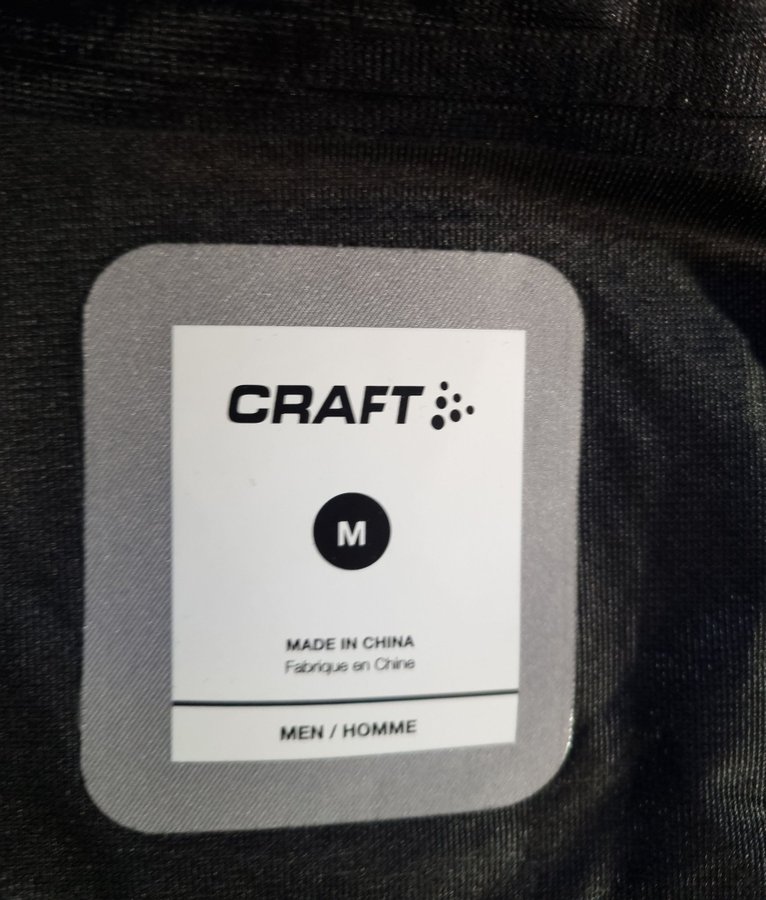 CRAFT
M
MADE IN CHINA
Fabrique en Chine
MEN / HOMME